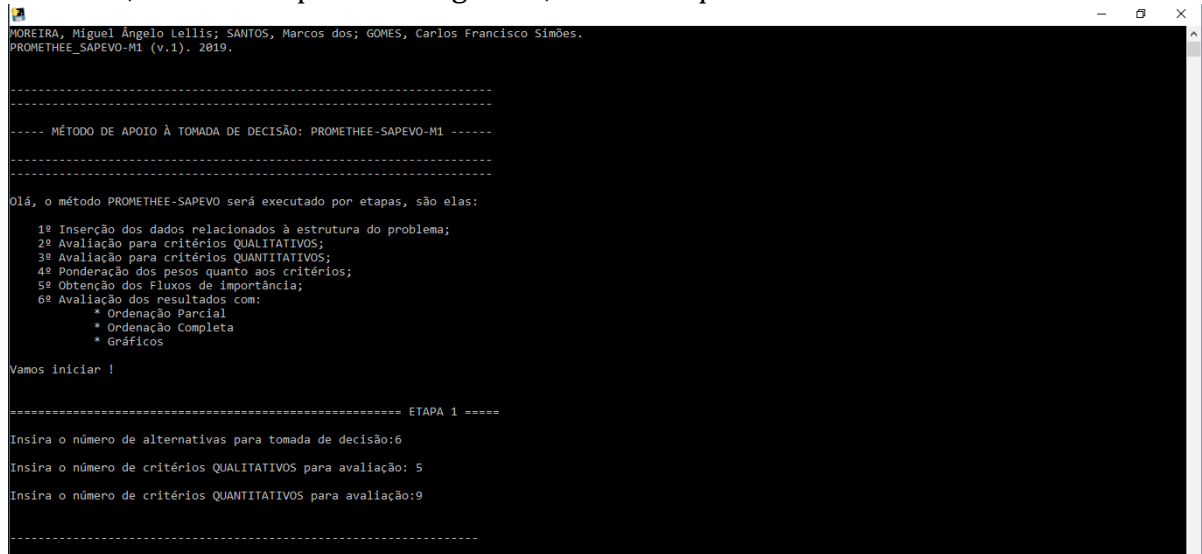 MOREIRA, Miguel Ângelo Lellis; SANTOS, Marcos dos; GOMES, Carlos Francisco Simões.
PROMETHEE_SAPEVO-M1 (v.1). 2019.
---------------------------------------------------------------------
---------------------------------------------------------------------
----- MÉTODO DE APOIO À TOMADA DE DECISÃO: PROMETHEE-SAPEVO-M1 ------
---------------------------------------------------------------------
---------------------------------------------------------------------
Olá, o método PROMETHEE-SAPEVO será executado por etapas, são elas:
1º Inserção dos dados relacionados à estrutura do problema;
2º Avaliação para critérios QUALITATIVOS;
3º Avaliação para critérios QUANTITATIVOS;
4º Ponderação dos pesos quanto aos critérios;
5º Obtenção dos Fluxos de importância;
6º Avaliação dos resultados com:
* Ordenação Parcial
* Ordenação Completa
* Gráficos
Vamos iniciar !
======================================================== ETAPA 1 =====
Insira o número de alternativas para tomada de decisão:6
Insira o número de critérios QUALITATIVOS para avaliação: 5
Insira o número de critérios QUANTITATIVOS para avaliação:9
-------------------------------------------------------------------